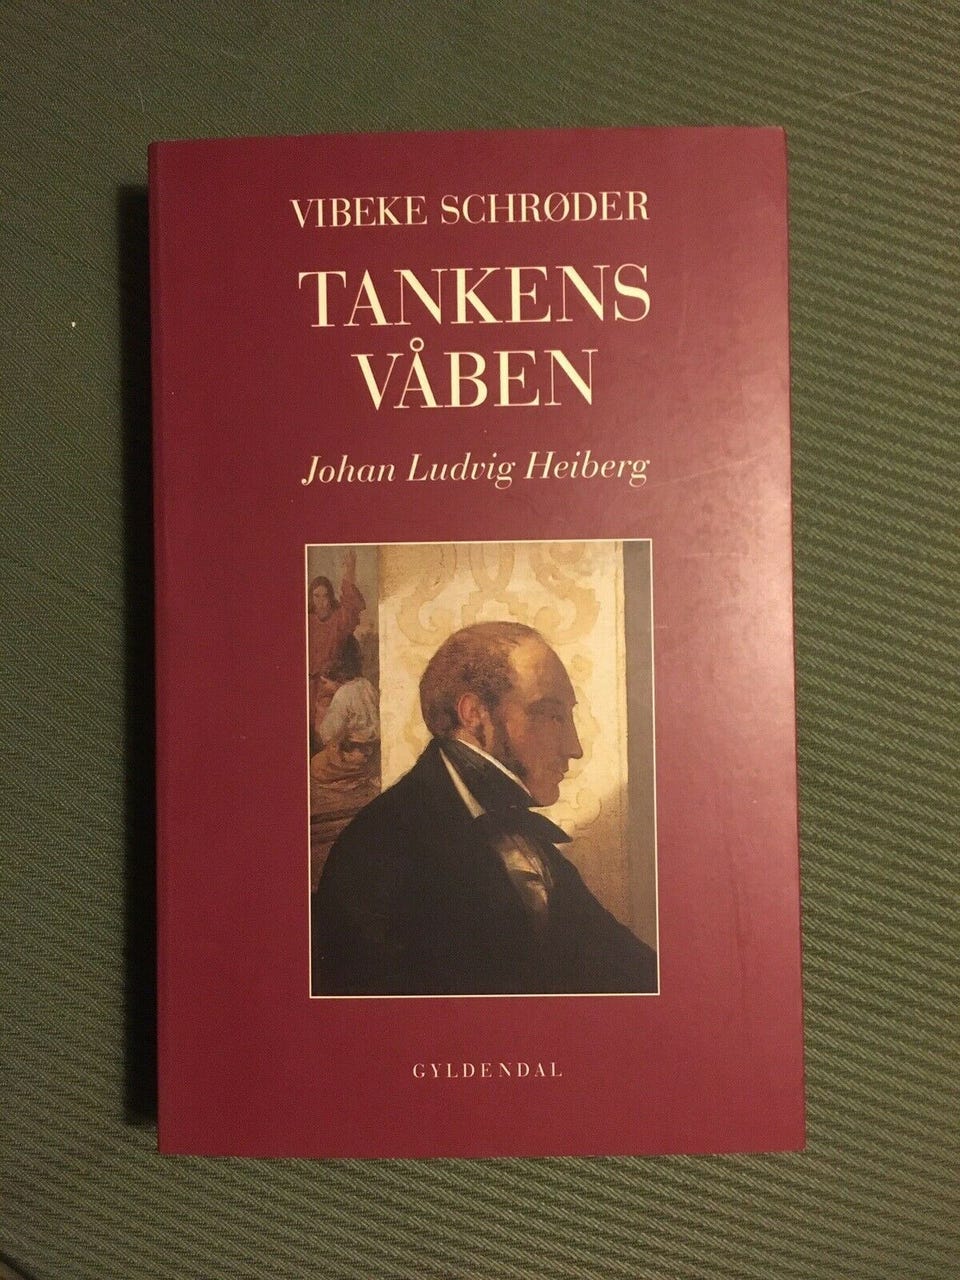 VIBEKE SCHRØDER
TANKENS
VÅBEN
Johan Ludvig Heiberg
GYLDENDAL